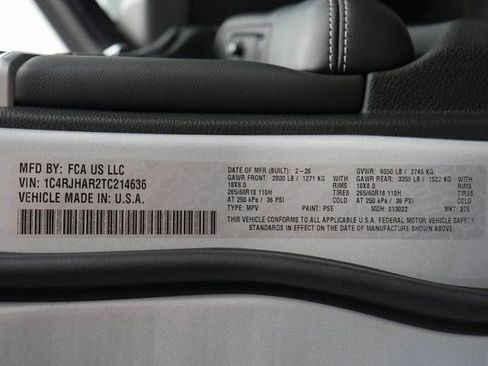 MFD BY: FCA US LLC
VIN: 1C4RJHAR2TC214636
VEHICLE MADE IN: U.S.A.
DATE OF MFR (BUILT): 2-26 GVWR: 6050 LB / 2745 KG
GAWR FRONT: 2800 LB / 1271 KG GAWR REAR: 3350 LB / 1520 KG
18X8.0 RIMS 18X8.0 RIMS
265/60R18 110H TIRES 265/60R18 110H TIRES
AT 250 kPa / 36 PSI COLD AT 250 kPa / 36 PSI COLD
THIS VEHICLE CONFORMS TO ALL APPLICABLE U.S.A. FEDERAL MOTOR VEHICLE SAFETY
STANDARDS IN EFFECT ON THE DATE OF MANUFACTURE SHOWN ABOVE.
TYPE: MPV PAINT: PSE MDH: 013022 MKT: